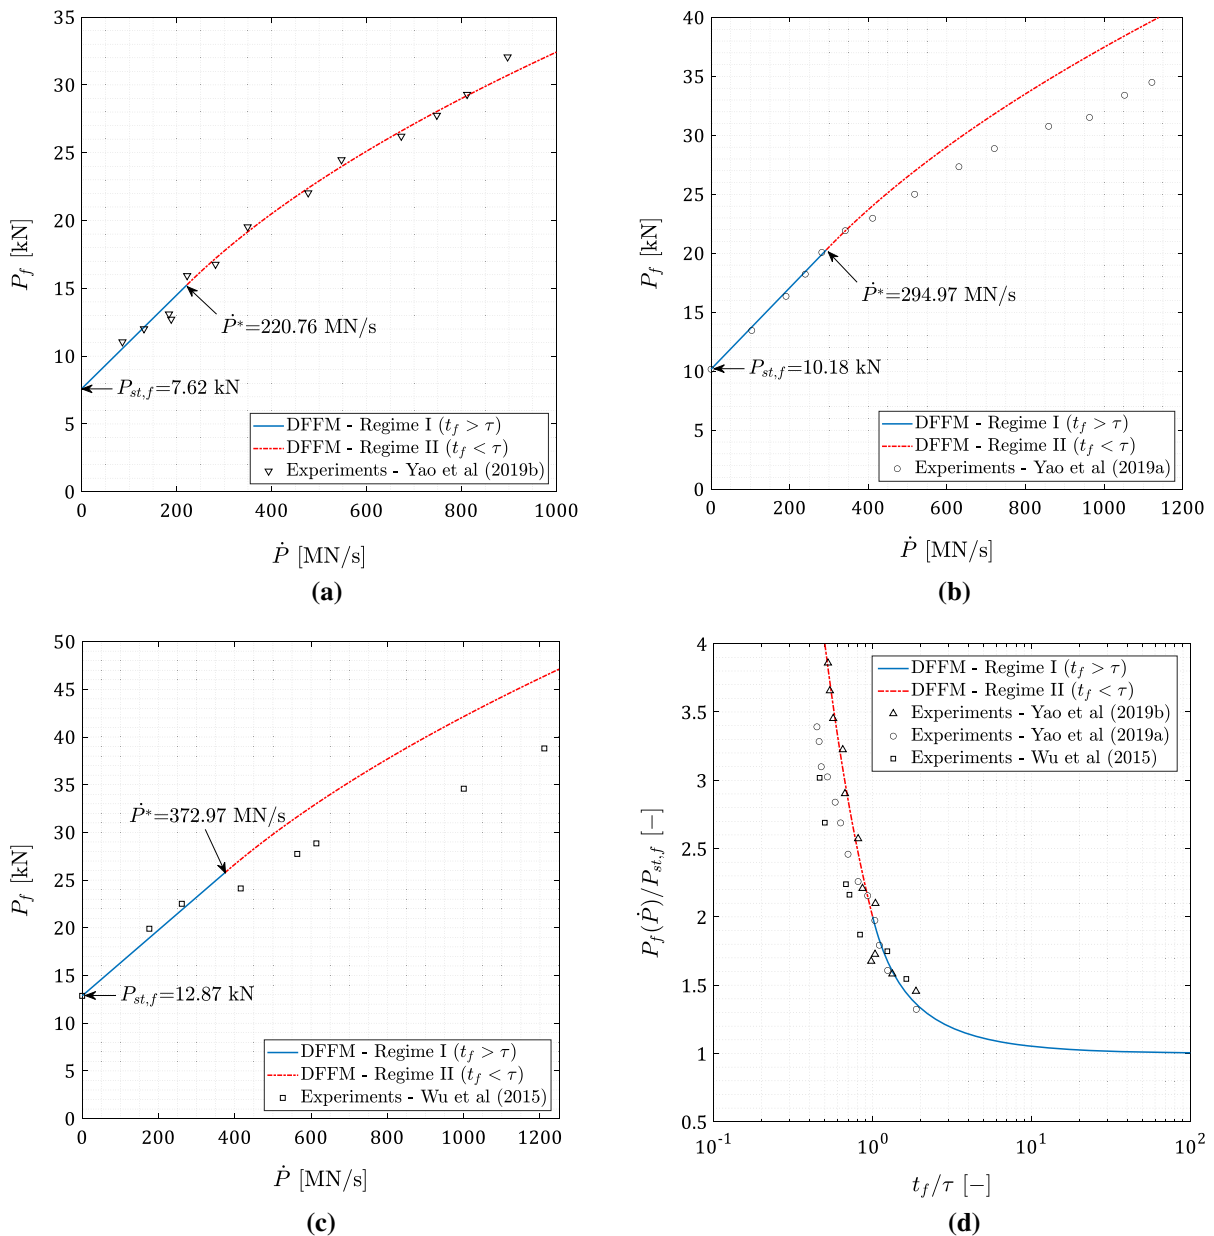 35
30
25
20
15
10
5
0
P_f [kN]
Ṗ*=220.76 MN/s
P_{st,f}=7.62 kN
DFFM - Regime I (t_f > τ)
DFFM - Regime II (t_f < τ)
Experiments - Yao et al (2019b)
0 200 400 600 800 1000
Ṗ [MN/s]
(a)
40
35
30
25
20
15
10
5
0
P_f [kN]
Ṗ*=294.97 MN/s
P_{st,f}=10.18 kN
DFFM - Regime I (t_f > τ)
DFFM - Regime II (t_f < τ)
Experiments - Yao et al (2019a)
0 200 400 600 800 1000 1200
Ṗ [MN/s]
(b)
50
45
40
35
30
25
20
15
10
5
0
P_f [kN]
Ṗ*=372.97 MN/s
P_{st,f}=12.87 kN
DFFM - Regime I (t_f > τ)
DFFM - Regime II (t_f < τ)
Experiments - Wu et al (2015)
0 200 400 600 800 1000 1200
Ṗ [MN/s]
(c)
4
3.5
3
2.5
2
1.5
1
0.5
P_f(Ṗ)/P_{st,f} [−]
DFFM - Regime I (t_f > τ)
DFFM - Regime II (t_f < τ)
Experiments - Yao et al (2019b)
Experiments - Yao et al (2019a)
Experiments - Wu et al (2015)
10^{-1} 10^0 10^1 10^2
t_f/τ [−]
(d)